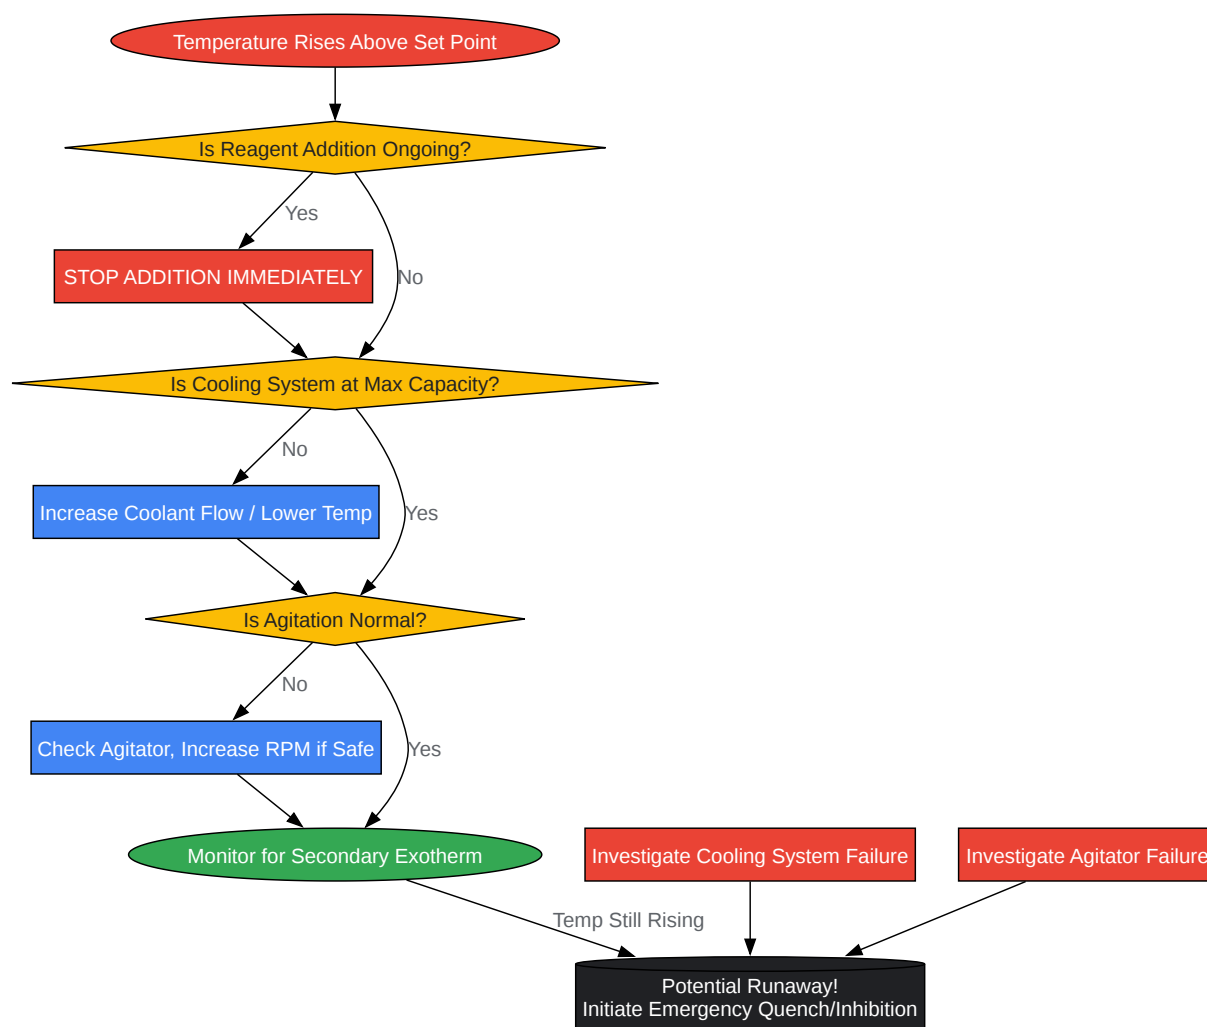 Temperature Rises Above Set Point
Is Reagent Addition Ongoing?
Yes
STOP ADDITION IMMEDIATELY
No
Is Cooling System at Max Capacity?
No
Increase Coolant Flow / Lower Temp
Yes
Is Agitation Normal?
No
Check Agitator, Increase RPM if Safe
Yes
Monitor for Secondary Exotherm
Investigate Cooling System Failure
Investigate Agitator Failure
Temp Still Rising
Potential Runaway!
Initiate Emergency Quench/Inhibition